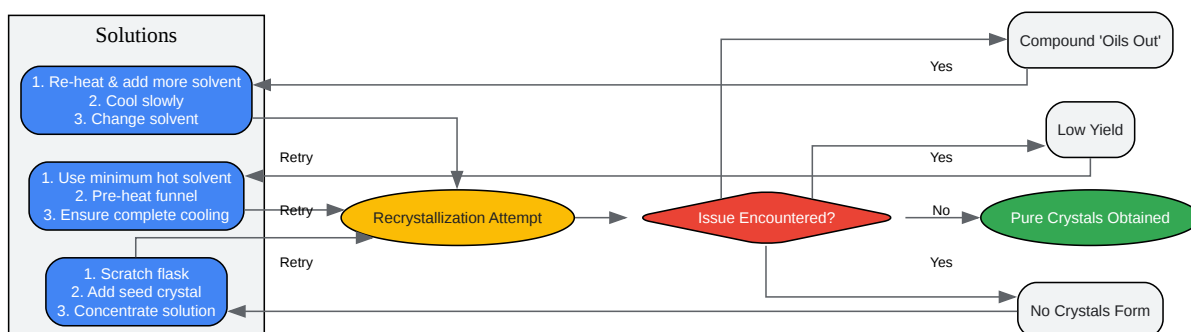 Solutions
1. Re-heat & add more solvent
2. Cool slowly
3. Change solvent
1. Use minimum hot solvent
2. Pre-heat funnel
3. Ensure complete cooling
1. Scratch flask
2. Add seed crystal
3. Concentrate solution
Retry
Retry
Retry
Recrystallization Attempt
Issue Encountered?
Yes
Yes
No
Yes
Compound 'Oils Out'
Low Yield
Pure Crystals Obtained
No Crystals Form